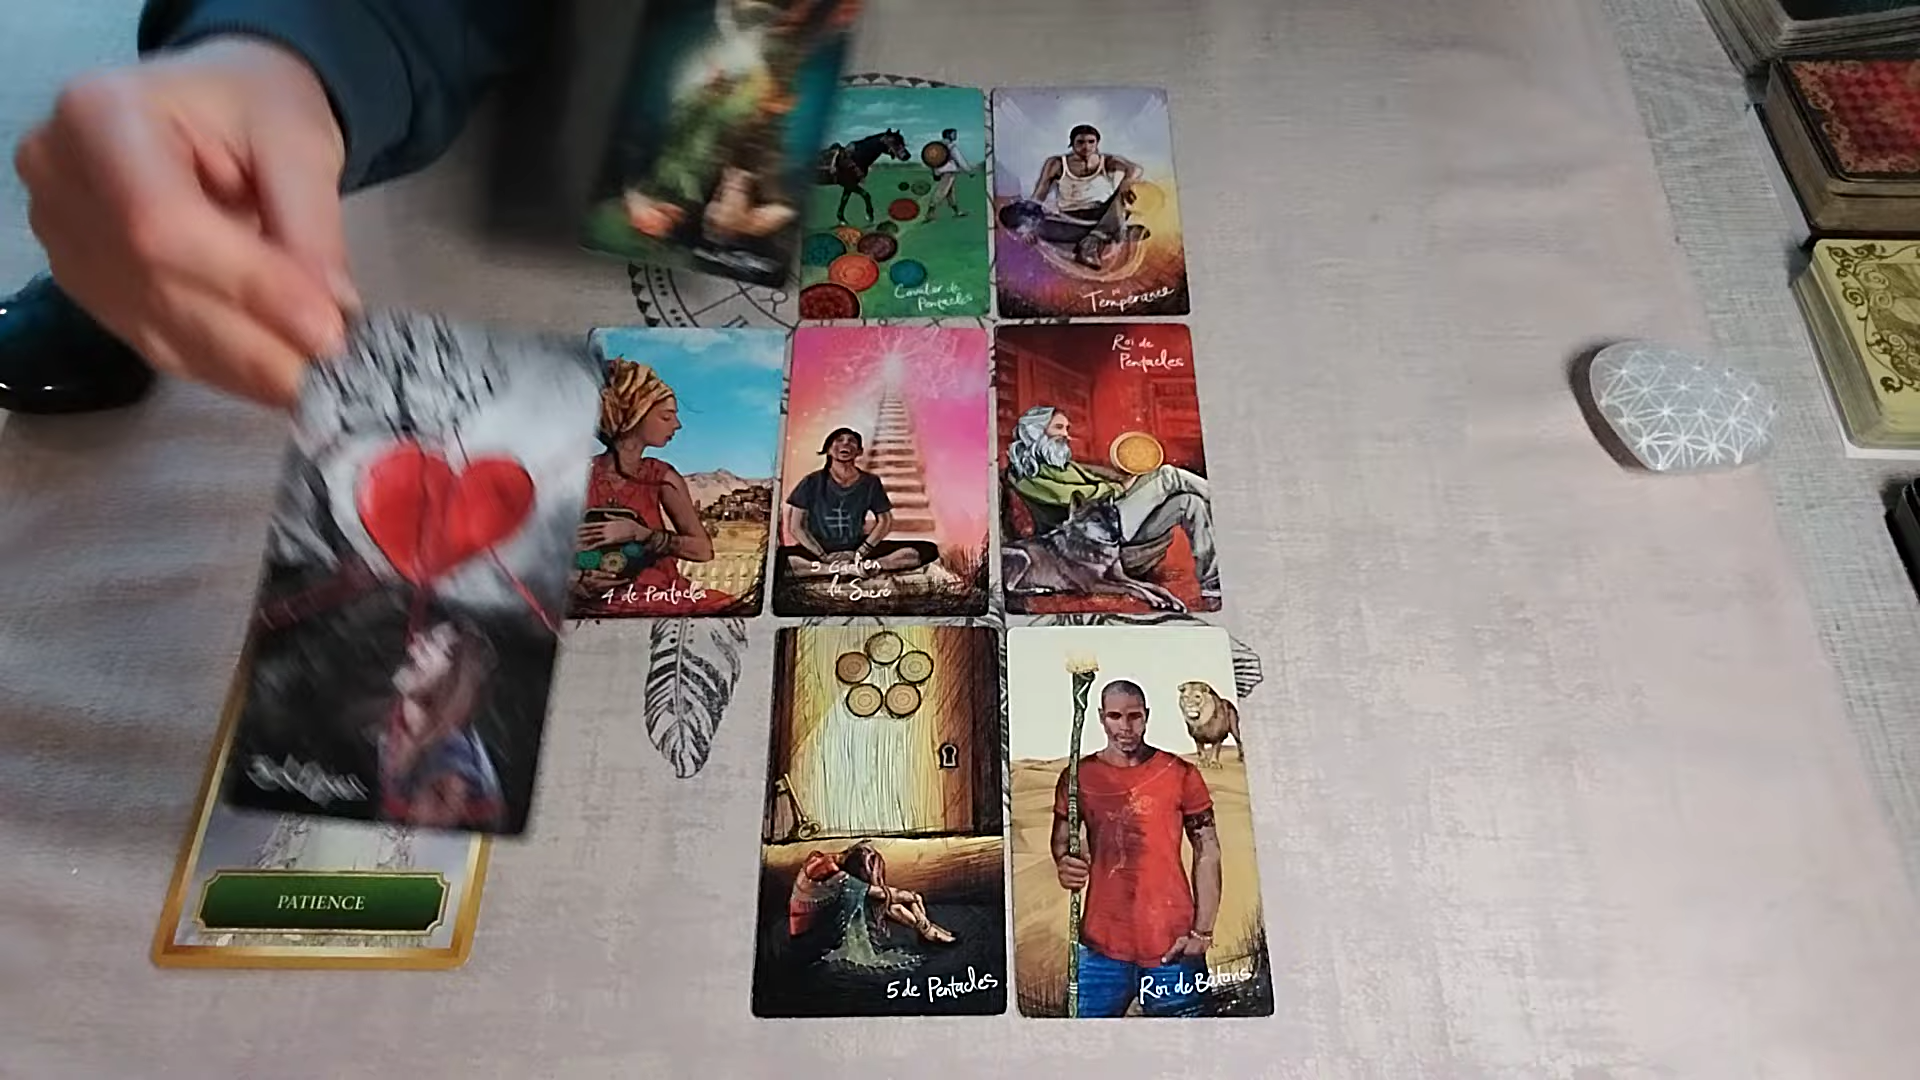 Cavalier de
Pentacles
Tempérance
Roi de
Pentacles
4 de Pentacles
5 Gardien
du Sacré
PATIENCE
5 de Pentacles
Roi de Bâtons